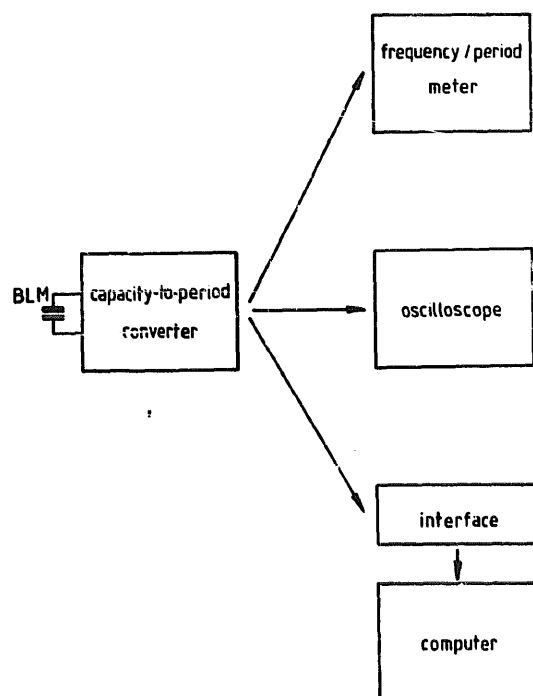 frequency / period
meter
BLM
capacity-to-period
converter
oscilloscope
interface
computer